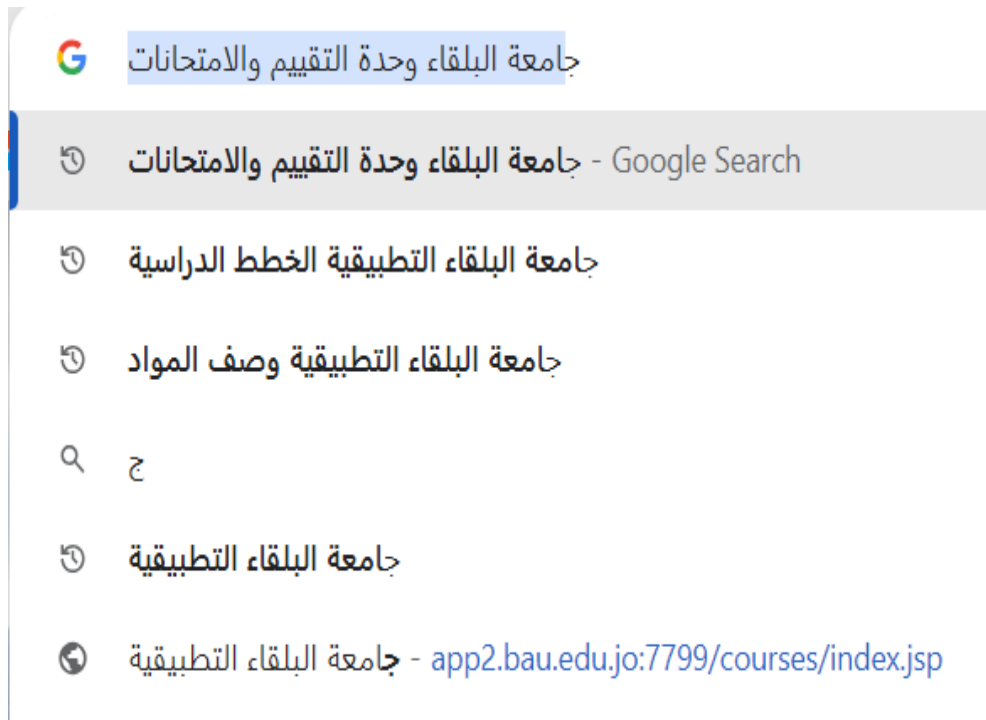 جامعة البلقاء وحدة التقييم والامتحانات
جامعة البلقاء وحدة التقييم والامتحانات - Google Search
جامعة البلقاء التطبيقية الخطط الدراسية
جامعة البلقاء التطبيقية وصف المواد
ج
جامعة البلقاء التطبيقية
جامعة البلقاء التطبيقية - app2.bau.edu.jo:7799/courses/index.jsp